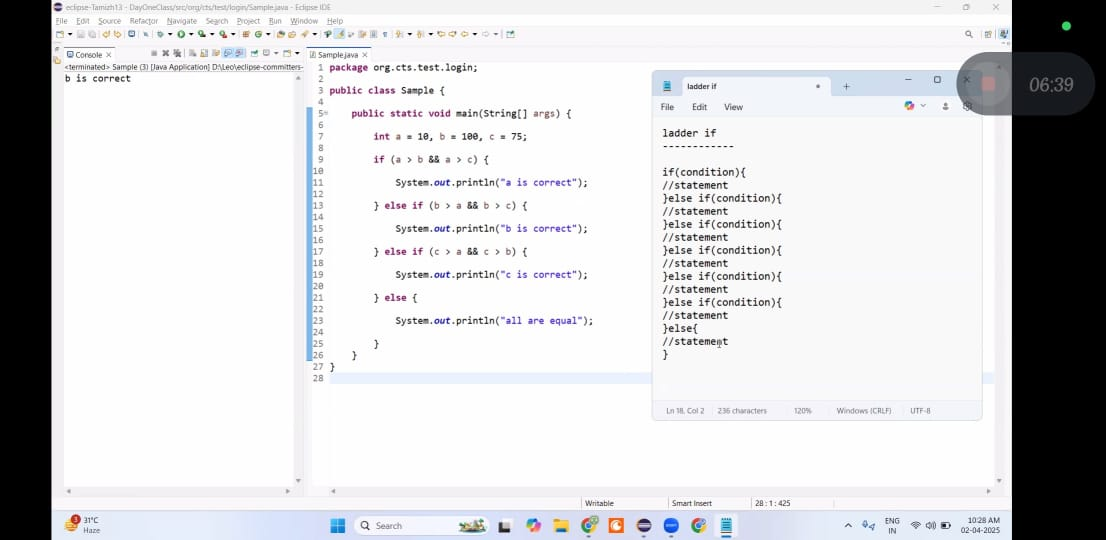 eclipse-Tamizh13 - DayOneClass/src/org/cts/test/login/Sample.java - Eclipse IDE
File Edit Source Refactor Navigate Search Project Run Window Help
Console
<terminated> Sample (3) [Java Application] D:\Leo\eclipse-committers-
b is correct
Sample.java
1 package org.cts.test.login;
2
3 public class Sample {
4
5 public static void main(String[] args) {
6
7 int a = 10, b = 100, c = 75;
8
9 if (a > b && a > c) {
10
11 System.out.println("a is correct");
12
13 } else if (b > a && b > c) {
14
15 System.out.println("b is correct");
16
17 } else if (c > a && c > b) {
18
19 System.out.println("c is correct");
20
21 } else {
22
23 System.out.println("all are equal");
24
25 }
26 }
27 }
28
ladder if
File Edit View
ladder if
------------
if(condition){
//statement
}else if(condition){
//statement
}else if(condition){
//statement
}else if(condition){
//statement
}else if(condition){
//statement
}else if(condition){
//statement
}else{
//statement
}
Ln 18, Col 2 236 characters 120% Windows (CRLF) UTF-8
06:39
Writable Smart Insert 28 : 1 : 425
3
31°C
Haze
Search
ENG
IN
10:28 AM
02-04-2025